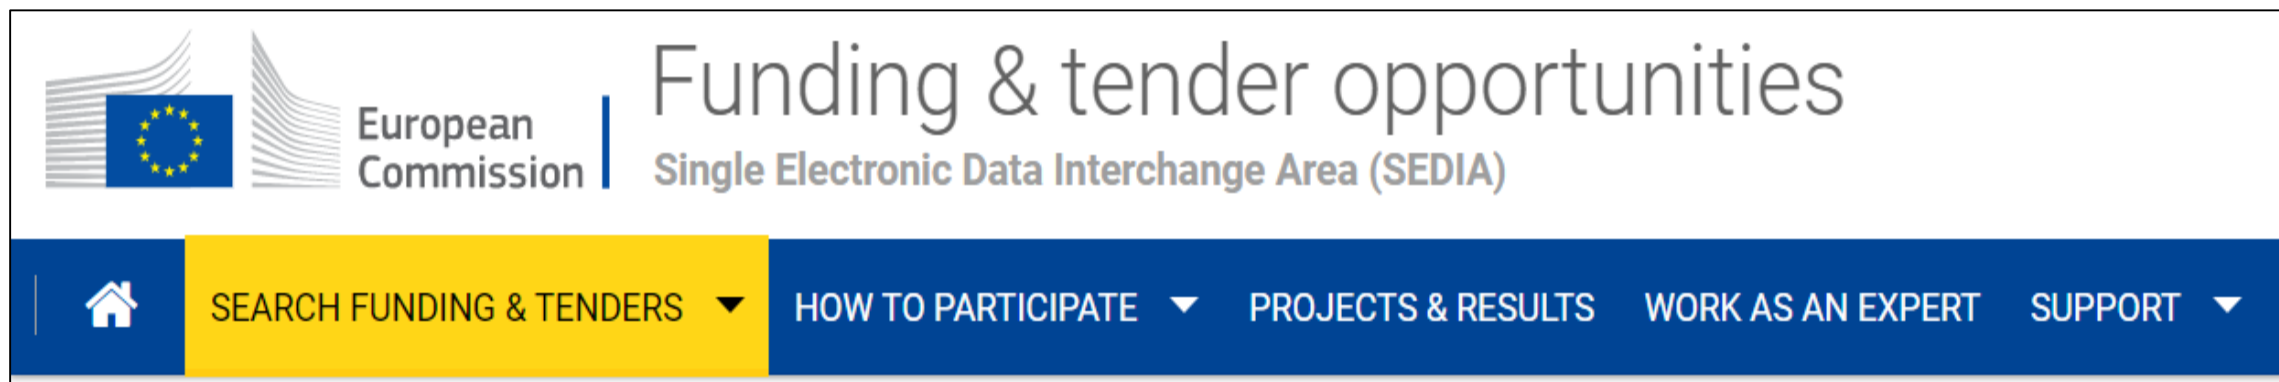 European
Commission
Funding & tender opportunities
Single Electronic Data Interchange Area (SEDIA)
SEARCH FUNDING & TENDERS HOW TO PARTICIPATE PROJECTS & RESULTS WORK AS AN EXPERT SUPPORT